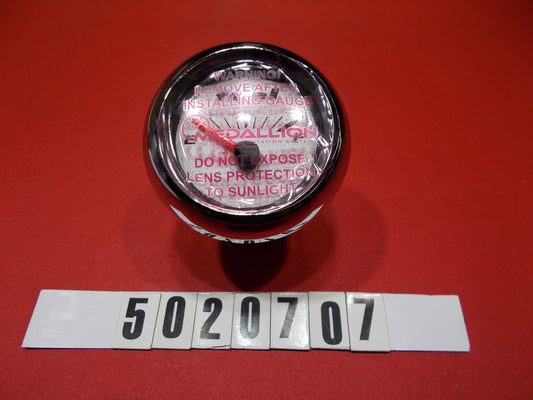 WARNING!
REMOVE AFTER
INSTALLING GAUGE
MEDALLION
DO NOT EXPOSE
LENS PROTECTION
TO SUNLIGHT
5020707